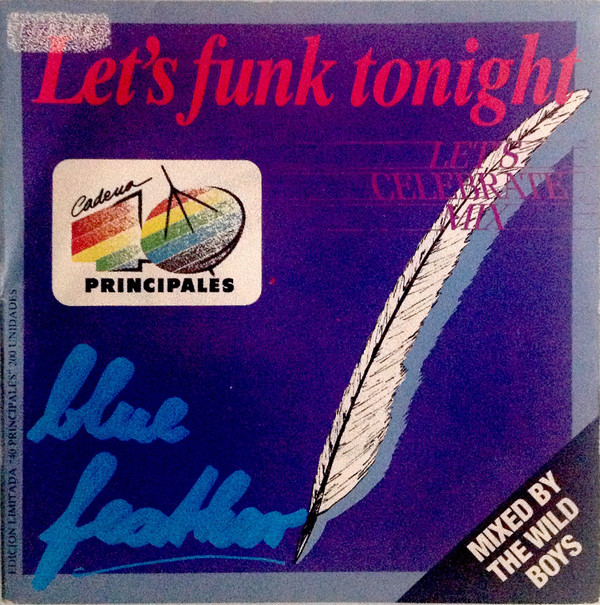 Let's funk tonight
LET'S
CELEBRATE
MIX
Cadena
40
PRINCIPALES
blue
feather
EDICION LIMITADA "40 PRINCIPALES" 200 UNIDADES
MIXED BY
THE WILD
BOYS